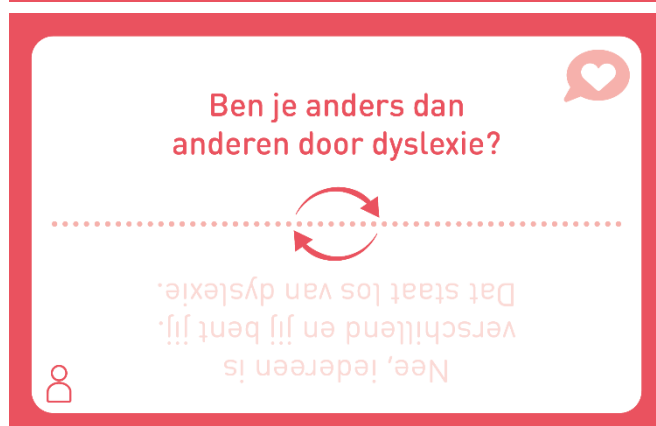 Ben je anders dan
anderen door dyslexie?
Nee, iedereen is
verschillend en jij bent jij.
Dat staat los van dyslexie.